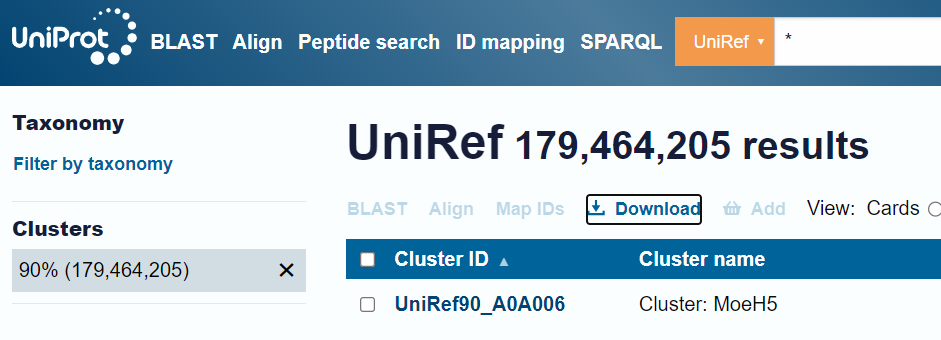 UniProt BLAST Align Peptide search ID mapping SPARQL UniRef ▾ *
Taxonomy
Filter by taxonomy
Clusters
90% (179,464,205) ✕
UniRef 179,464,205 results
BLAST Align Map IDs Download Add View: Cards
Cluster ID ▲ Cluster name
UniRef90_A0A006 Cluster: MoeH5